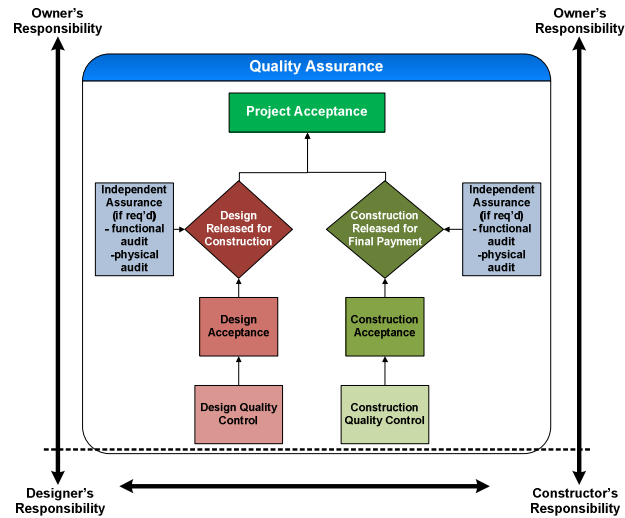 Owner's
Responsibility
Owner's
Responsibility
Quality Assurance
Project Acceptance
Independent
Assurance
(if req'd)
- functional
audit
-physical
audit
Design
Released for
Construction
Construction
Released for
Final Payment
Independent
Assurance
(if req'd)
- functional
audit
-physical
audit
Design
Acceptance
Construction
Acceptance
Design Quality
Control
Construction
Quality Control
Designer's
Responsibility
Constructor's
Responsibility